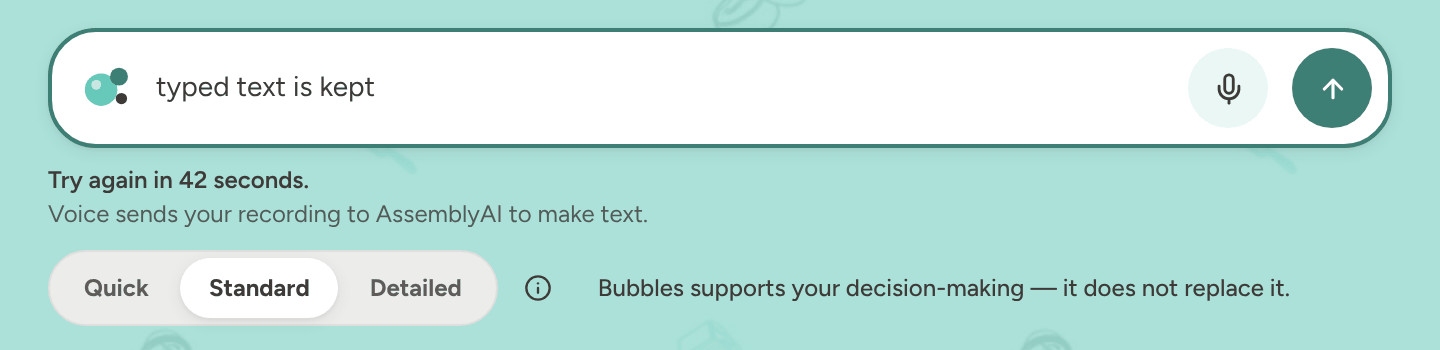 typed text is kept
Try again in 42 seconds.
Voice sends your recording to AssemblyAI to make text.
Quick Standard Detailed Bubbles supports your decision-making — it does not replace it.